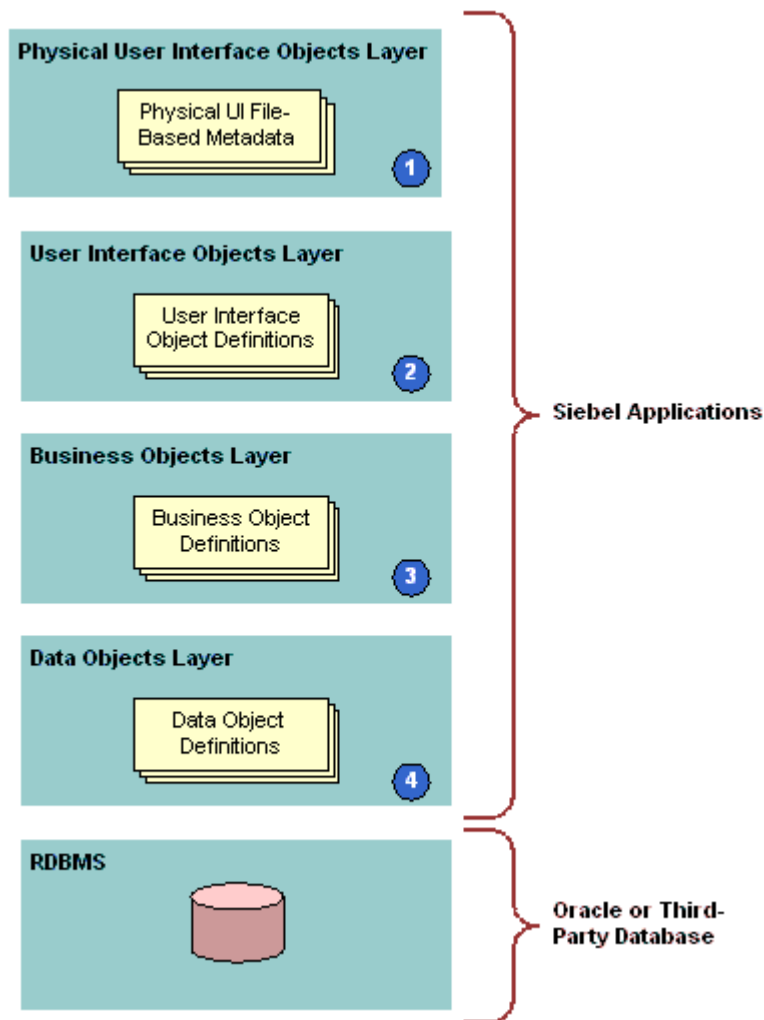 Physical User Interface Objects Layer
Physical UI File-
Based Metadata
1
User Interface Objects Layer
User Interface
Object Definitions
2
Siebel Applications
Business Objects Layer
Business Object
Definitions
3
Data Objects Layer
Data Object
Definitions
4
RDBMS
Oracle or Third-
Party Database